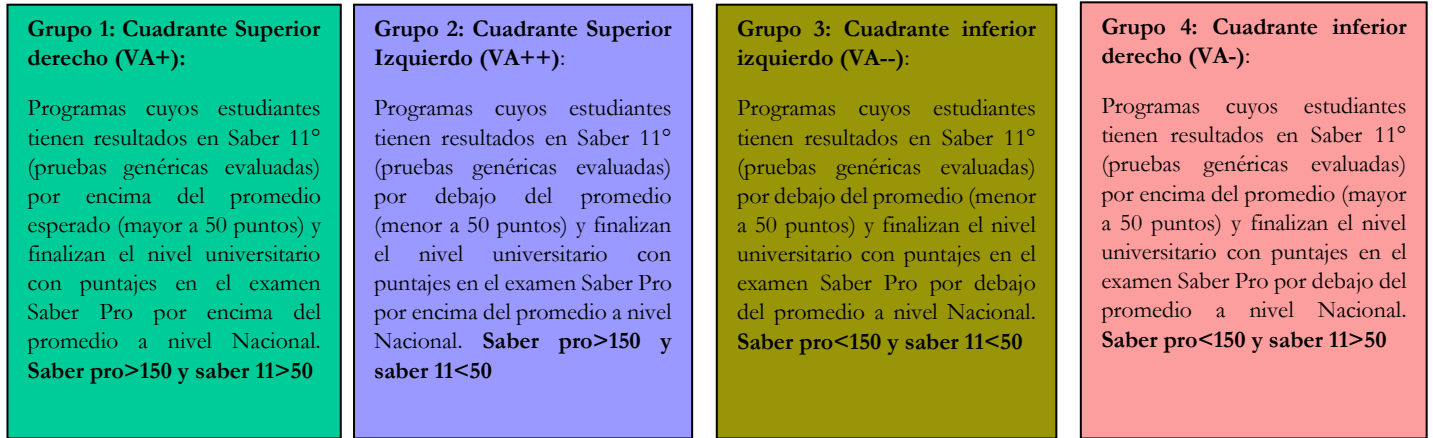 Grupo 1: Cuadrante Superior
derecho (VA+):
Programas cuyos estudiantes
tienen resultados en Saber 11°
(pruebas genéricas evaluadas)
por encima del promedio
esperado (mayor a 50 puntos) y
finalizan el nivel universitario
con puntajes en el examen
Saber Pro por encima del
promedio a nivel Nacional.
Saber pro>150 y saber 11>50
Grupo 2: Cuadrante Superior
Izquierdo (VA++):
Programas cuyos estudiantes
tienen resultados en Saber 11°
(pruebas genéricas evaluadas)
por debajo del promedio
(menor a 50 puntos) y finalizan
el nivel universitario con
puntajes en el examen Saber Pro
por encima del promedio a nivel
Nacional. Saber pro>150 y
saber 11<50
Grupo 3: Cuadrante inferior
izquierdo (VA--):
Programas cuyos estudiantes
tienen resultados en Saber 11°
(pruebas genéricas evaluadas)
por debajo del promedio (menor
a 50 puntos) y finalizan el nivel
universitario con puntajes en el
examen Saber Pro por debajo
del promedio a nivel Nacional.
Saber pro<150 y saber 11<50
Grupo 4: Cuadrante inferior
derecho (VA-):
Programas cuyos estudiantes
tienen resultados en Saber 11°
(pruebas genéricas evaluadas)
por encima del promedio (mayor
a 50 puntos) y finalizan el nivel
universitario con puntajes en el
examen Saber Pro por debajo del
promedio a nivel Nacional.
Saber pro<150 y saber 11>50